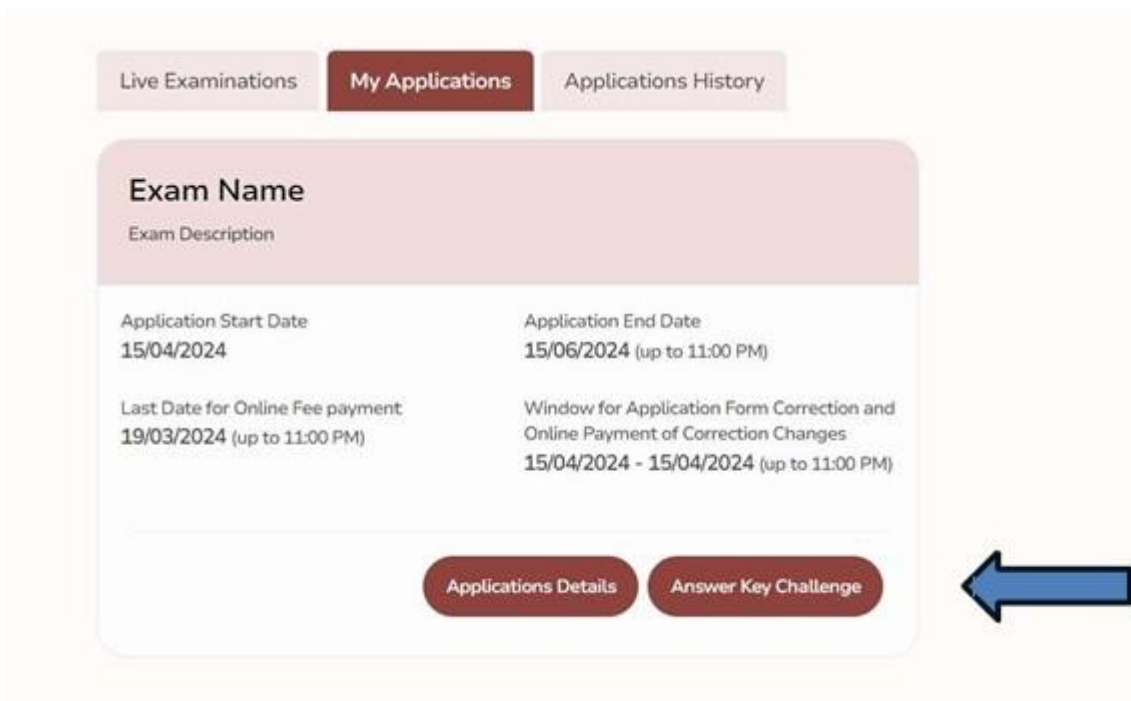 Live Examinations
My Applications
Applications History
Exam Name
Exam Description
Application Start Date
15/04/2024
Application End Date
15/06/2024 (up to 11:00 PM)
Last Date for Online Fee payment
19/03/2024 (up to 11:00 PM)
Window for Application Form Correction and
Online Payment of Correction Changes
15/04/2024 - 15/04/2024 (up to 11:00 PM)
Applications Details
Answer Key Challenge